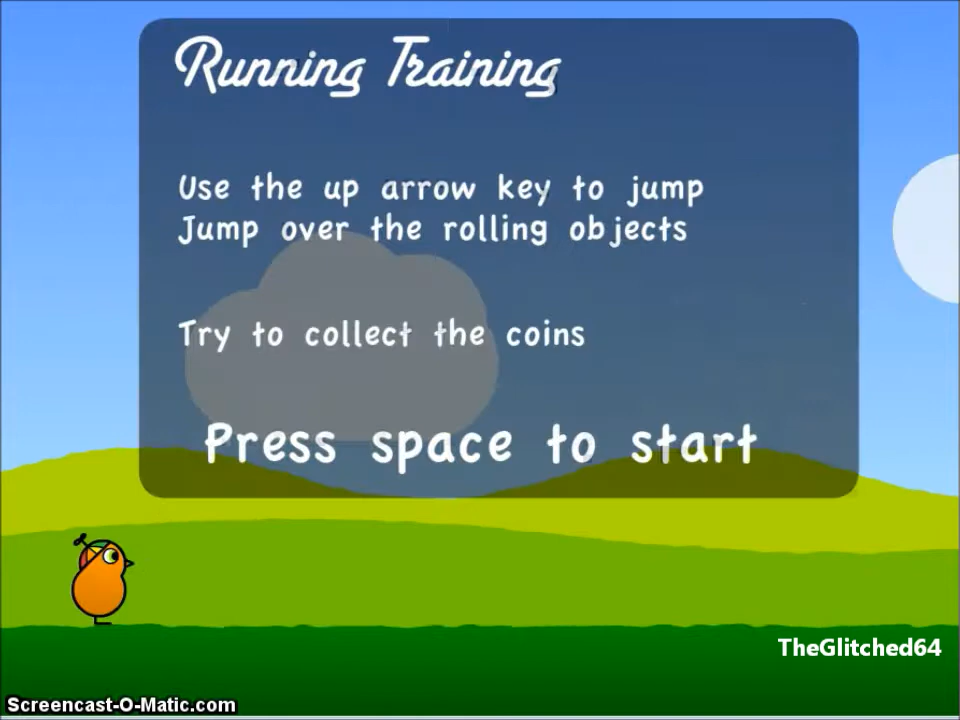 Running Training
Use the up arrow key to jump
Jump over the rolling objects
Try to collect the coins
Press space to start
TheGlitched64
Screencast-O-Matic.com